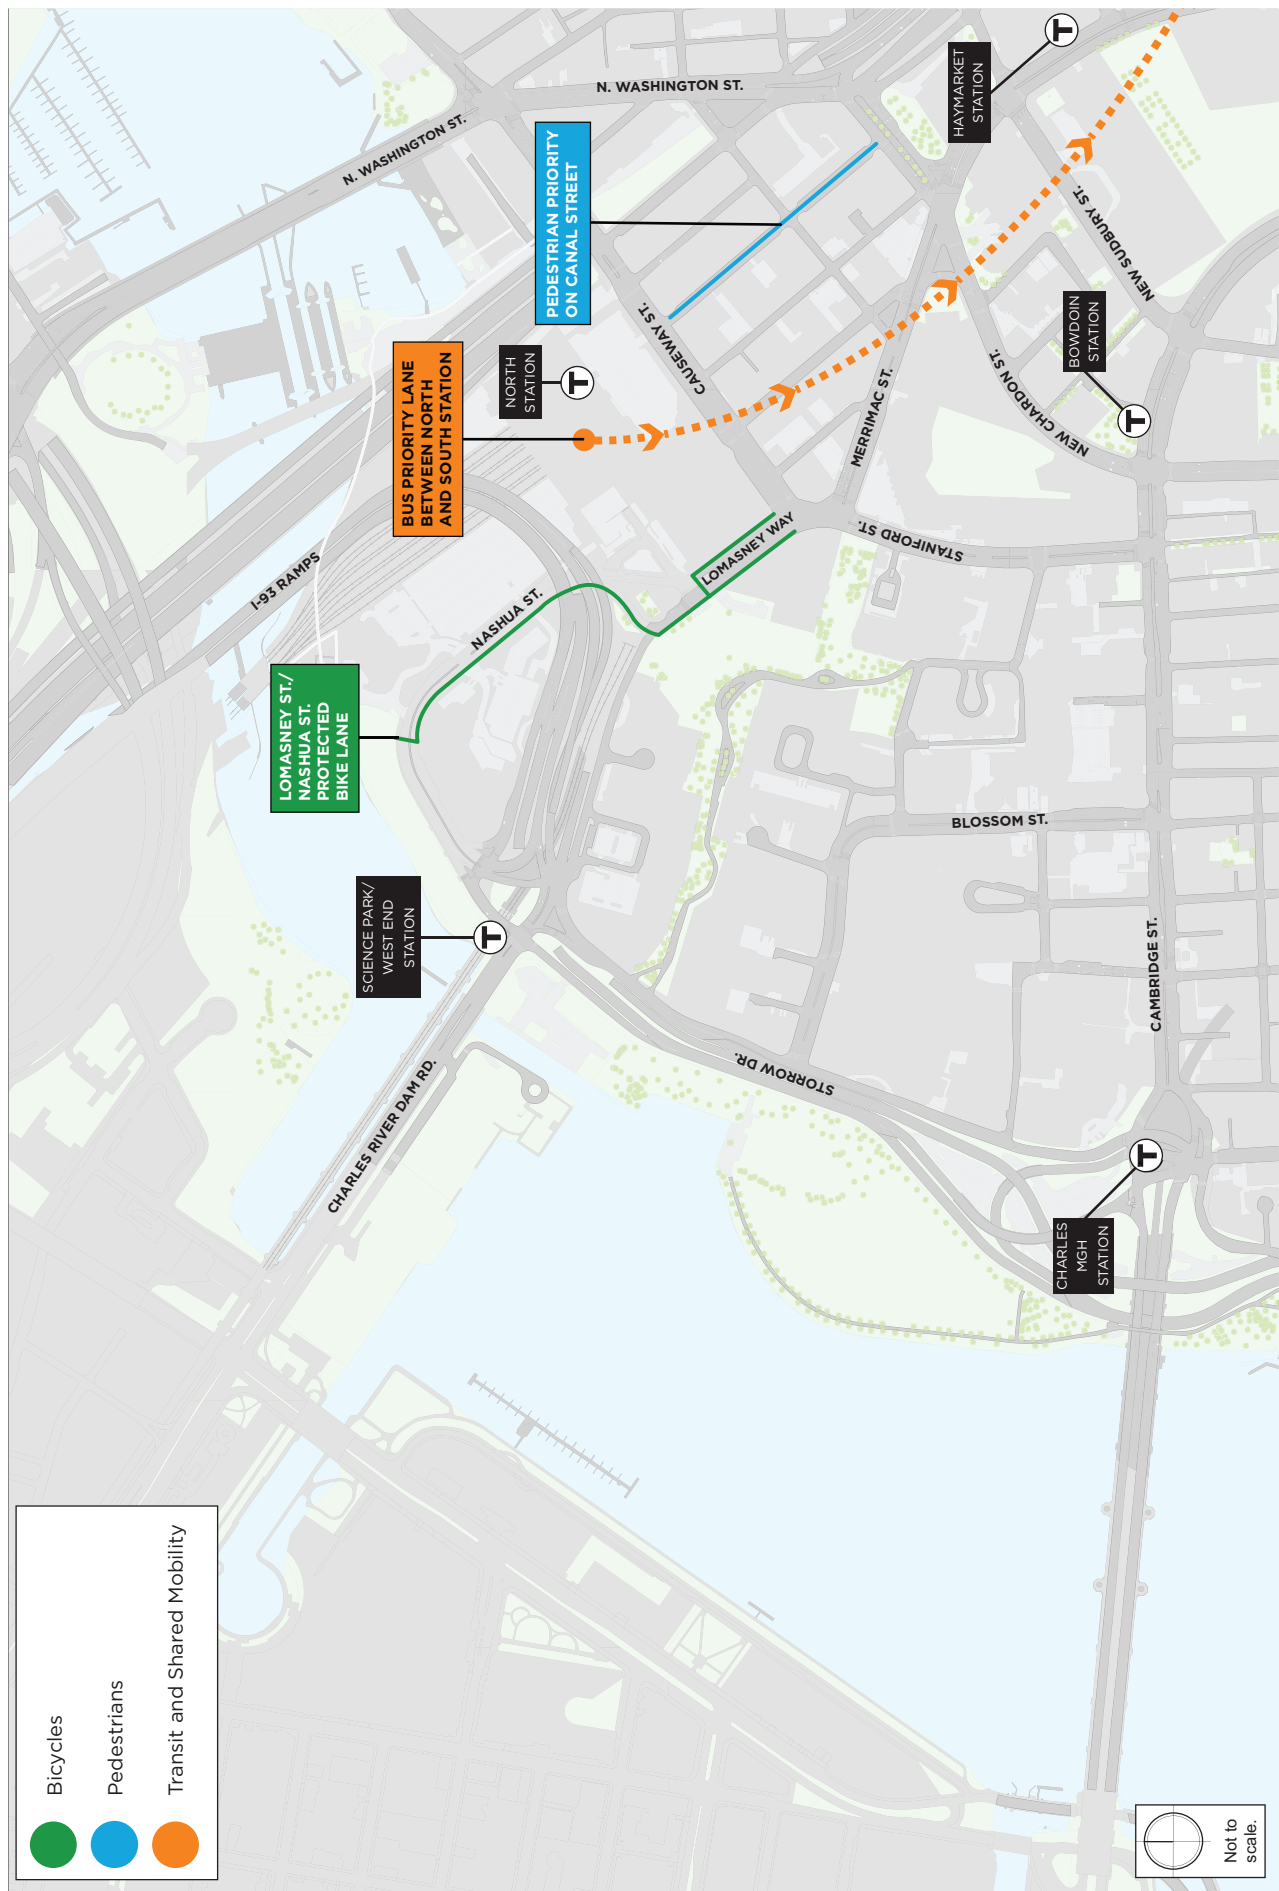 Bicycles
Pedestrians
Transit and Shared Mobility
LOMASNEY ST./
NASHUA ST.
PROTECTED
BIKE LANE
BUS PRIORITY LANE
BETWEEN NORTH
AND SOUTH STATION
PEDESTRIAN PRIORITY
ON CANAL STREET
NORTH
STATION
T
SCIENCE PARK/
WEST END
STATION
T
HAYMARKET
STATION
T
BOWDOIN
STATION
T
CHARLES
MGH
STATION
T
N. WASHINGTON ST.
N. WASHINGTON ST.
I-93 RAMPS
NASHUA ST.
LOMASNEY WAY
CAUSEWAY ST.
MERRIMAC ST.
STANIFORD ST.
NEW CHARDON ST.
NEW SUDBURY ST.
BLOSSOM ST.
CAMBRIDGE ST.
STORROW DR.
CHARLES RIVER DAM RD.
Not to
scale.